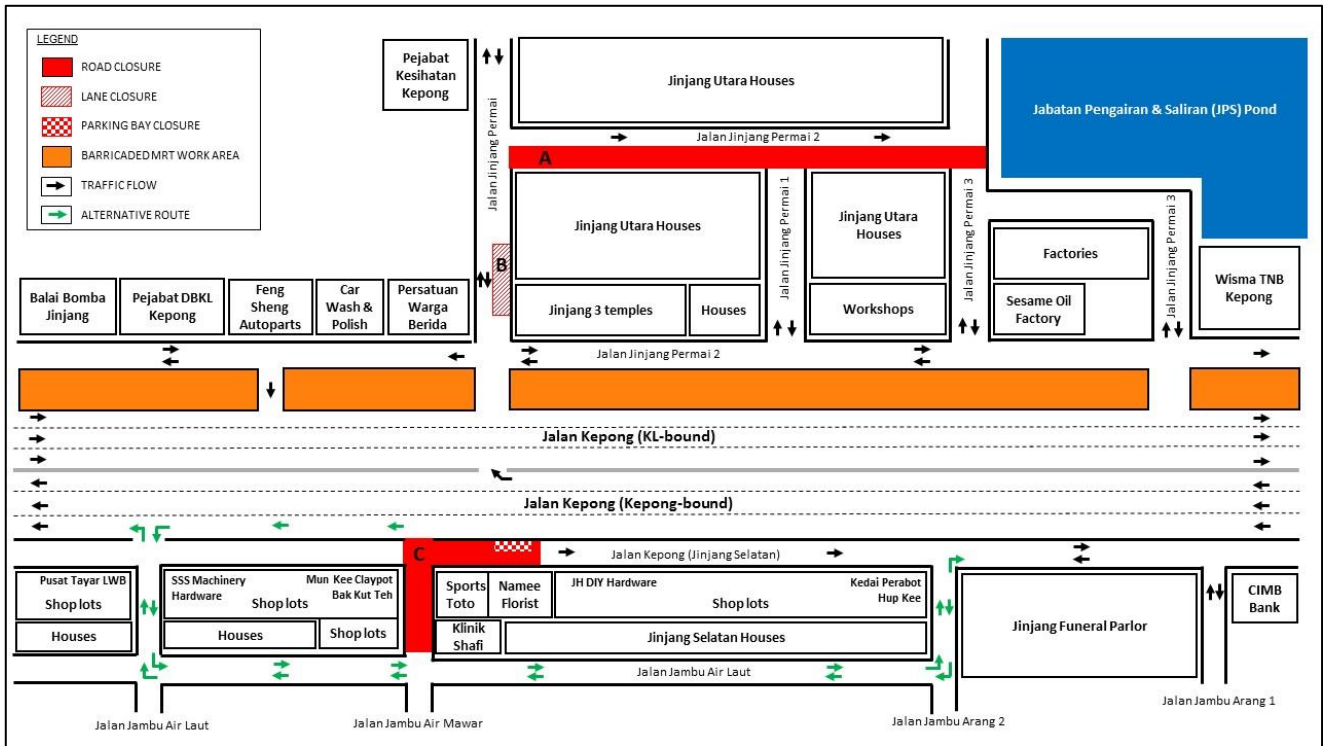 LEGEND
ROAD CLOSURE
LANE CLOSURE
PARKING BAY CLOSURE
BARRICADED MRT WORK AREA
TRAFFIC FLOW
ALTERNATIVE ROUTE
Pejabat
Kesihatan
Kepong
Jinjang Utara Houses
Jabatan Pengairan & Saliran (JPS) Pond
Jalan Jinjang Permai
Jalan Jinjang Permai 2
A
Jinjang Utara Houses
Jalan Jinjang Permai 1
Jinjang Utara
Houses
Jalan Jinjang Permai 3
Factories
Sesame Oil
Factory
Jalan Jinjang Permai 3
Wisma TNB
Kepong
B
Balai Bomba
Jinjang
Pejabat DBKL
Kepong
Feng
Sheng
Autoparts
Car
Wash &
Polish
Persatuan
Warga
Berida
Jinjang 3 temples
Houses
Workshops
Jalan Jinjang Permai 2
Jalan Kepong (KL-bound)
Jalan Kepong (Kepong-bound)
C
Jalan Kepong (Jinjang Selatan)
Pusat Tayar LWB
Shop lots
Houses
SSS Machinery
Hardware
Mun Kee Claypot
Bak Kut Teh
Shop lots
Houses
Shop lots
Sports
Toto
Namee
Florist
JH DIY Hardware
Kedai Perabot
Hup Kee
Shop lots
Klinik
Shafi
Jinjang Selatan Houses
Jinjang Funeral Parlor
CIMB
Bank
Jalan Jambu Air Laut
Jalan Jambu Arang 1
Jalan Jambu Air Laut
Jalan Jambu Air Mawar
Jalan Jambu Arang 2